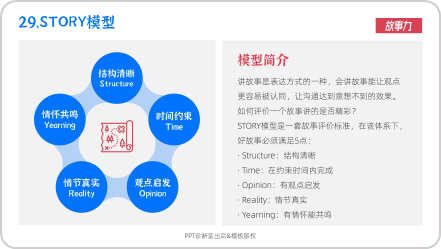 29.STORY模型
故事力
结构清晰
Structure
时间约束
Time
观点启发
Opinion
情节真实
Reality
情怀共鸣
Yearning
模型简介
讲故事是表达方式的一种，会讲故事能让观点
更容易被认同，让沟通达到意想不到的效果。
如何评价一个故事讲的是否精彩？
STORY模型是一套故事评价标准，在该体系下，
好故事必须满足5点：
· Structure：结构清晰
· Time：在约束时间内完成
· Opinion：有观点启发
· Reality：情节真实
· Yearning：有情怀能共鸣
PPT诊断室出品&模板版权